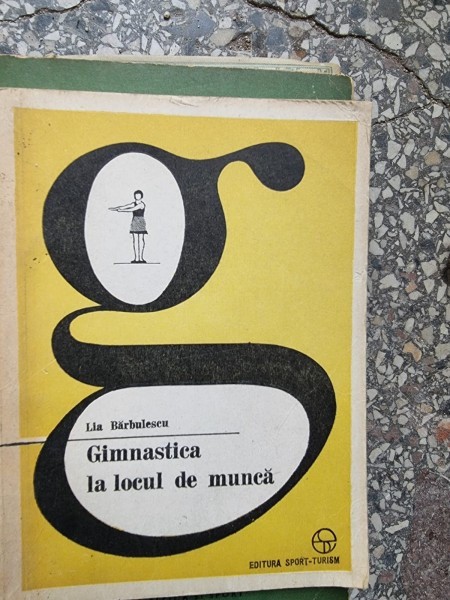 Lia Bărbulescu
Gimnastica
la locul de muncă
EDITURA SPORT-TURISM